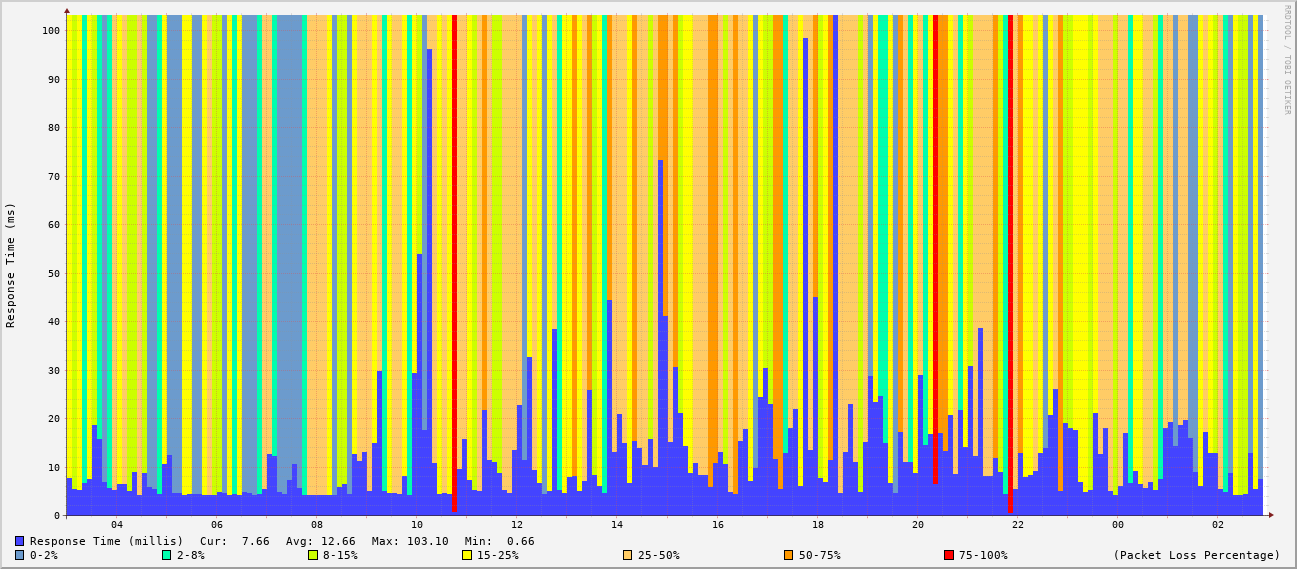 RRDTOOL / TOBI OETIKER
Response Time (ms)
100
90
80
70
60
50
40
30
20
10
0
04 06 08 10 12 14 16 18 20 22 00 02
Response Time (millis) Cur: 7.66 Avg: 12.66 Max: 103.10 Min: 0.66
0-2% 2-8% 8-15% 15-25% 25-50% 50-75% 75-100% (Packet Loss Percentage)